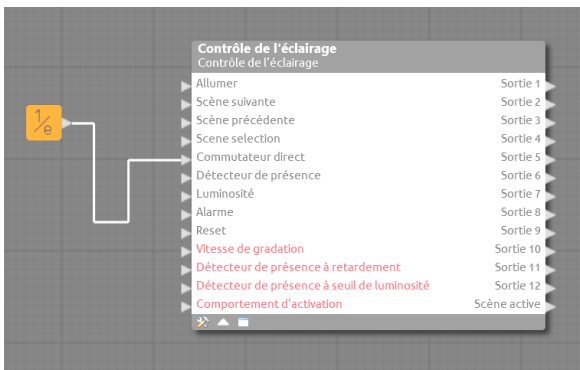 Contrôle de l'éclairage
Contrôle de l'éclairage
1/e
Allumer Sortie 1
Scène suivante Sortie 2
Scène précédente Sortie 3
Scene selection Sortie 4
Commutateur direct Sortie 5
Détecteur de présence Sortie 6
Luminosité Sortie 7
Alarme Sortie 8
Reset Sortie 9
Vitesse de gradation Sortie 10
Détecteur de présence à retardement Sortie 11
Détecteur de présence à seuil de luminosité Sortie 12
Comportement d'activation Scène active